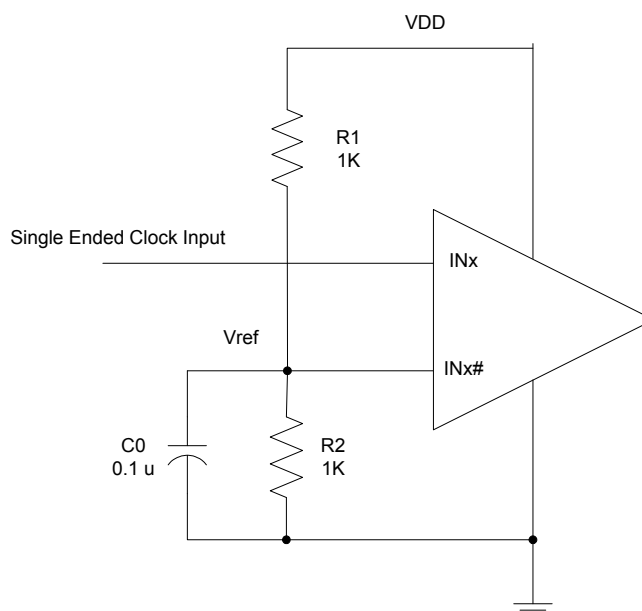 VDD
R1
1K
Single Ended Clock Input
INx
Vref
INx#
C0
0.1 u
R2
1K